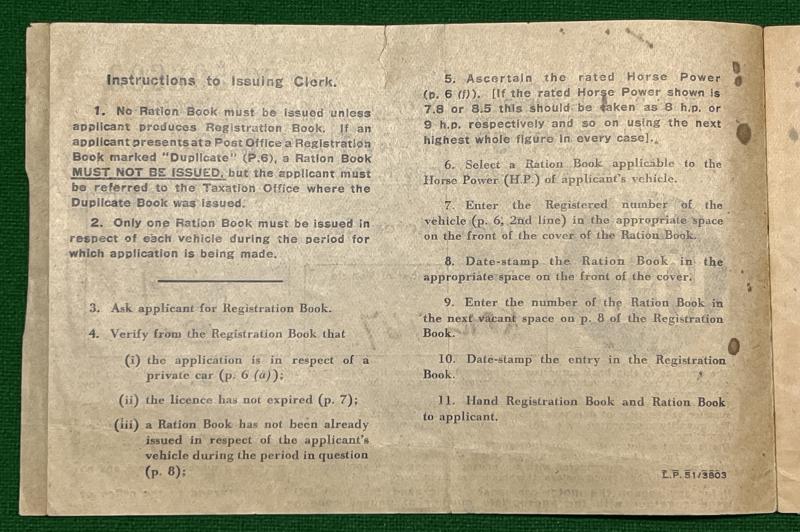 Instructions to Issuing Clerk.
1. No Ration Book must be issued unless
applicant produces Registration Book. If an
applicant presents at a Post Office a Registration
Book marked "Duplicate" (P.6), a Ration Book
MUST NOT BE ISSUED, but the applicant must
be referred to the Taxation Office where the
Duplicate Book was issued.
2. Only one Ration Book must be issued in
respect of each vehicle during the period for
which application is being made.
3. Ask applicant for Registration Book.
4. Verify from the Registration Book that
(i) the application is in respect of a
private car (p. 6 (a));
(ii) the licence has not expired (p. 7);
(iii) a Ration Book has not been already
issued in respect of the applicant's
vehicle during the period in question
(p. 8);
5. Ascertain the rated Horse Power
(p. 6 (f)). [If the rated Horse Power shown is
7.8 or 8.5 this should be taken as 8 h.p. or
9 h.p. respectively and so on using the next
highest whole figure in every case].
6. Select a Ration Book applicable to the
Horse Power (H.P.) of applicant's vehicle.
7. Enter the Registered number of the
vehicle (p. 6; 2nd line) in the appropriate space
on the front of the cover of the Ration Book.
8. Date-stamp the Ration Book in the
appropriate space on the front of the cover.
9. Enter the number of the Ration Book in
the next vacant space on p. 8 of the Registration
Book.
10. Date-stamp the entry in the Registration
Book.
11. Hand Registration Book and Ration Book
to applicant.
L.P. 51/3803